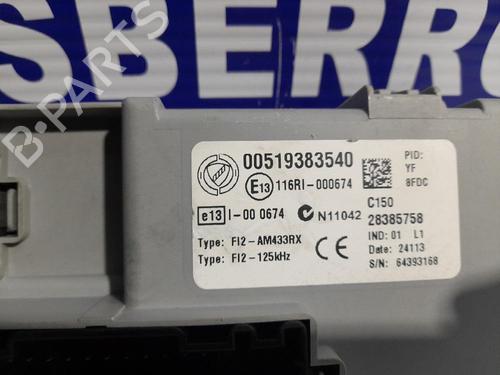 SBERRO
B-PARTS
00519383540
PID:
YF
8FDC
E13 116RI-000674
e13 I-00 0674
N11042
C150
28385758
IND: 01 L1
Date: 24113
S/N: 64393168
Type: FI2-AM433RX
Type: FI2-125kHz
CE